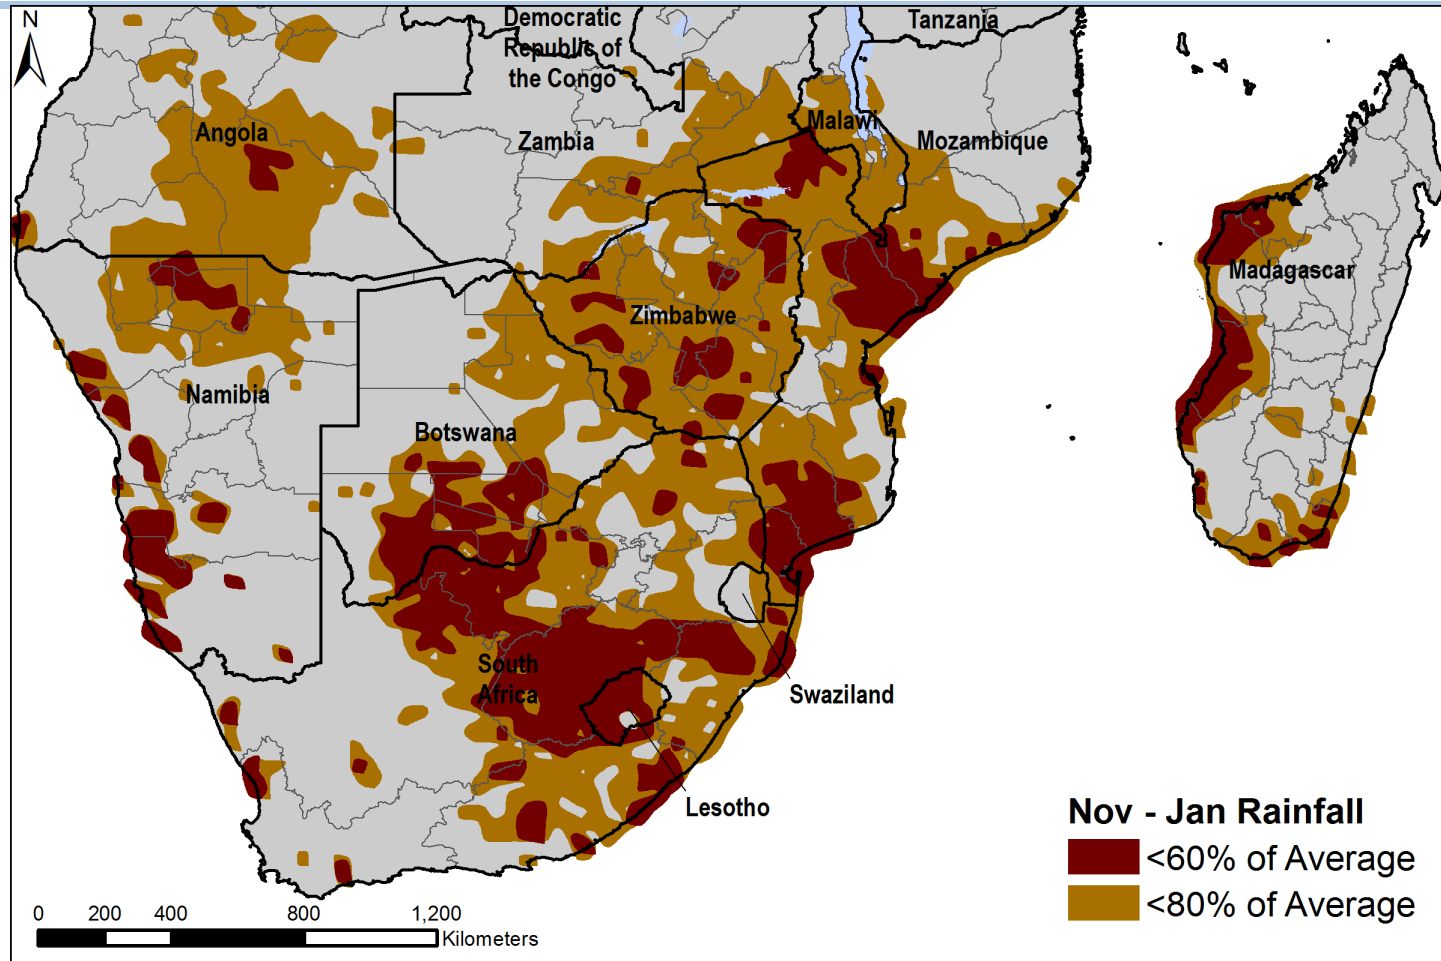 N
Democratic
Republic of
the Congo
Tanzania
Angola
Zambia
Malawi
Mozambique
Madagascar
Zimbabwe
Namibia
Botswana
South
Africa
Swaziland
Lesotho
Nov - Jan Rainfall
<60% of Average
<80% of Average
0 200 400 800 1,200
Kilometers